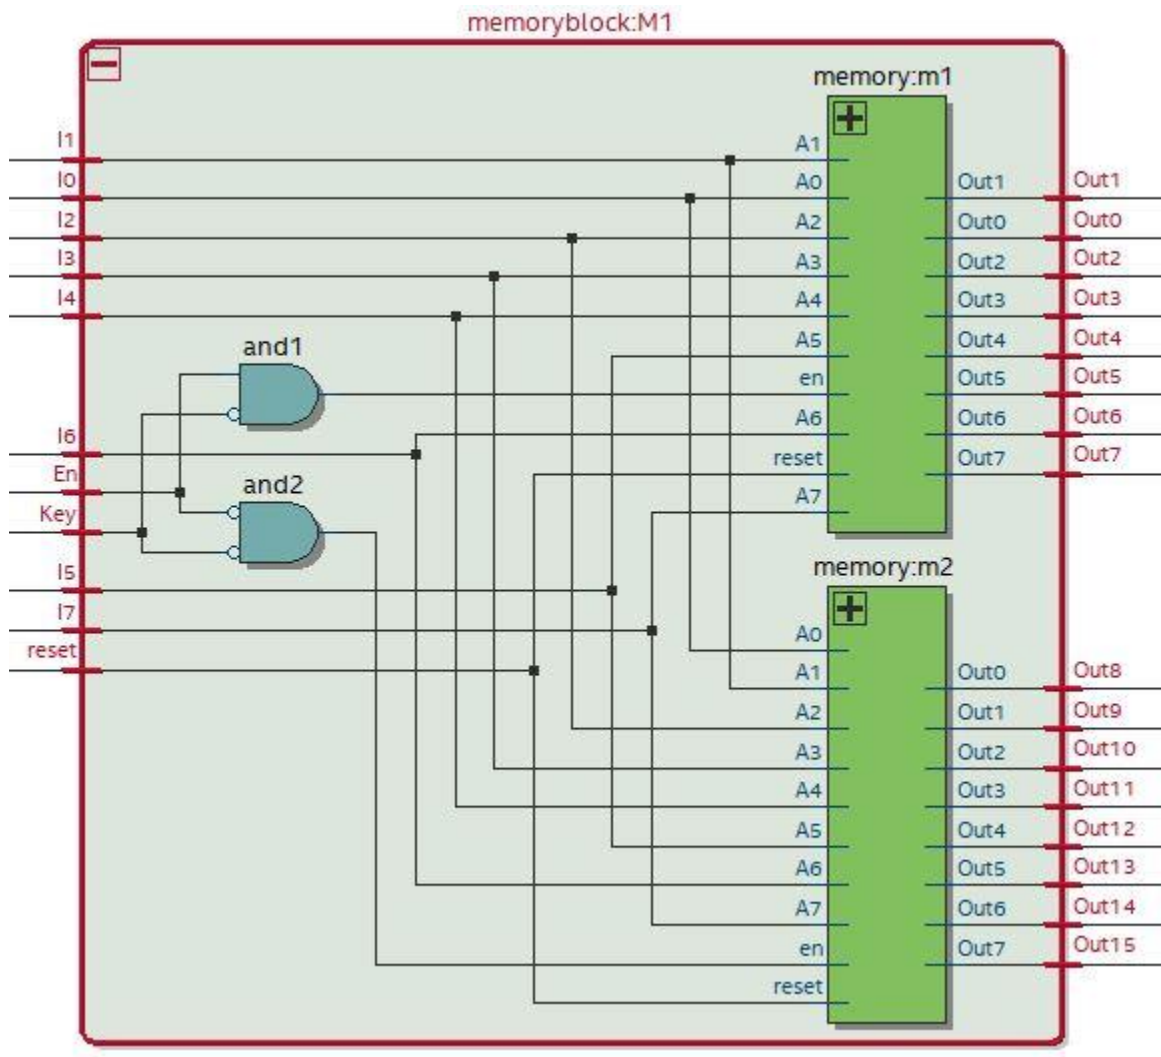 memoryblock:M1
memory:m1
I1
A1
I0
A0
Out1
Out1
I2
A2
Out0
Out0
I3
A3
Out2
Out2
I4
A4
Out3
Out3
and1
A5
Out4
Out4
en
Out5
Out5
I6
A6
Out6
Out6
En
and2
reset
Out7
Out7
Key
A7
I5
memory:m2
I7
A0
reset
A1
Out0
Out8
A2
Out1
Out9
A3
Out2
Out10
A4
Out3
Out11
A5
Out4
Out12
A6
Out5
Out13
A7
Out6
Out14
en
Out7
Out15
reset